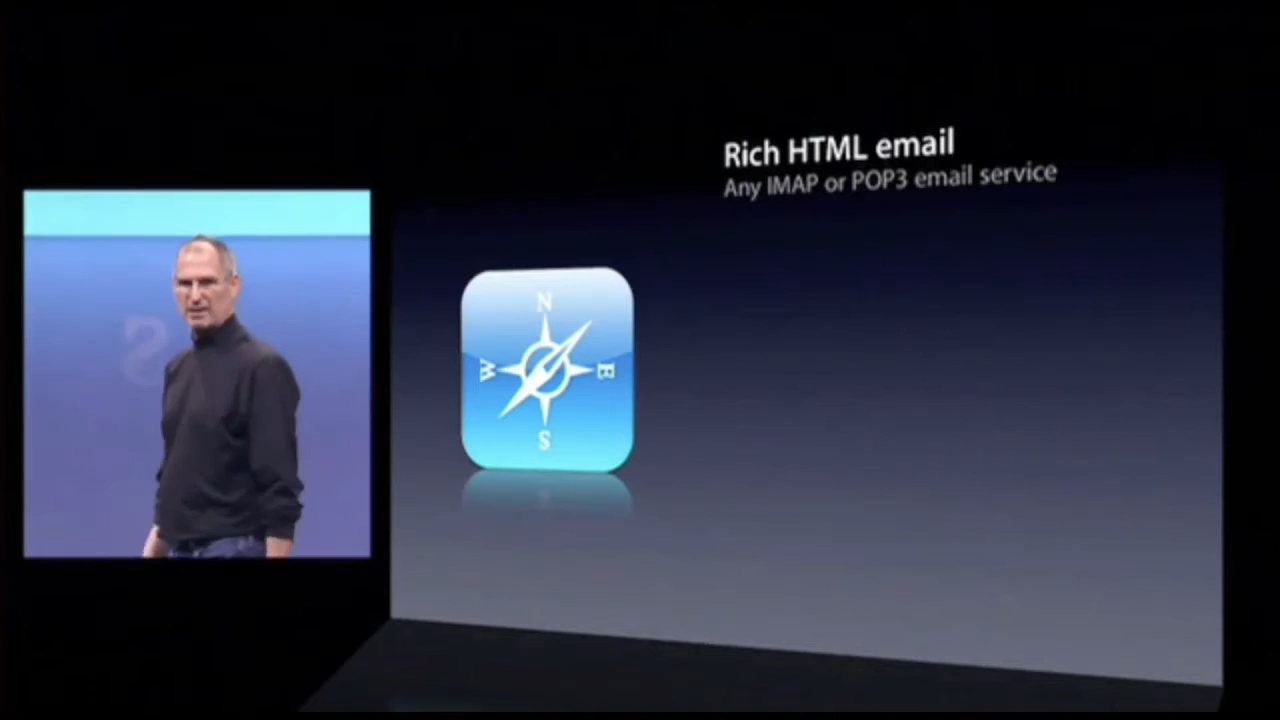 Rich HTML email
Any IMAP or POP3 email service
N
W E
S
S